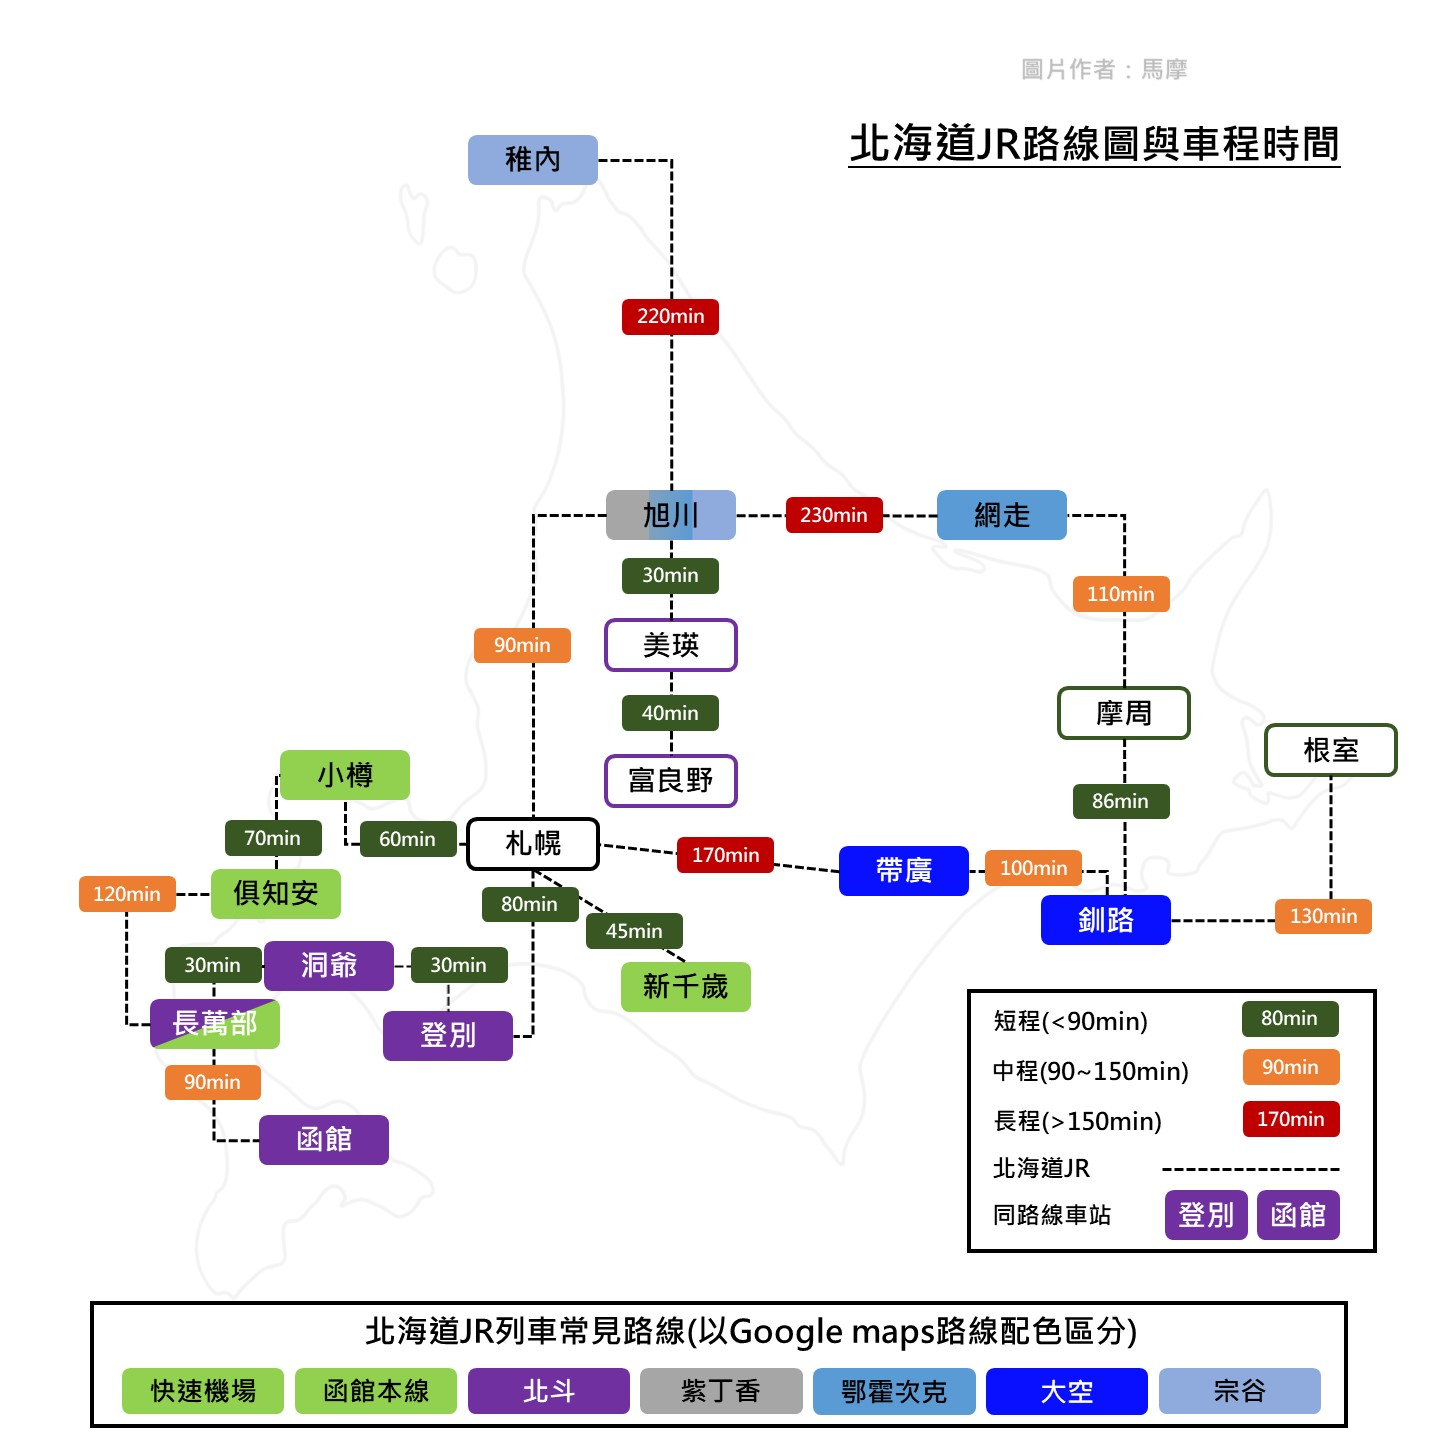 圖片作者：馬摩
北海道JR路線圖與車程時間
稚內
220min
旭川
230min
網走
30min
110min
美瑛
90min
40min
摩周
根室
富良野
小樽
86min
70min
60min
札幌
170min
帶廣
100min
俱知安
120min
80min
釧路
130min
45min
30min
洞爺
30min
新千歲
長萬部
登別
90min
函館
短程(<90min)
80min
中程(90~150min)
90min
長程(>150min)
170min
北海道JR
同路線車站
登別
函館
北海道JR列車常見路線(以Google maps路線配色區分)
快速機場
函館本線
北斗
紫丁香
鄂霍次克
大空
宗谷